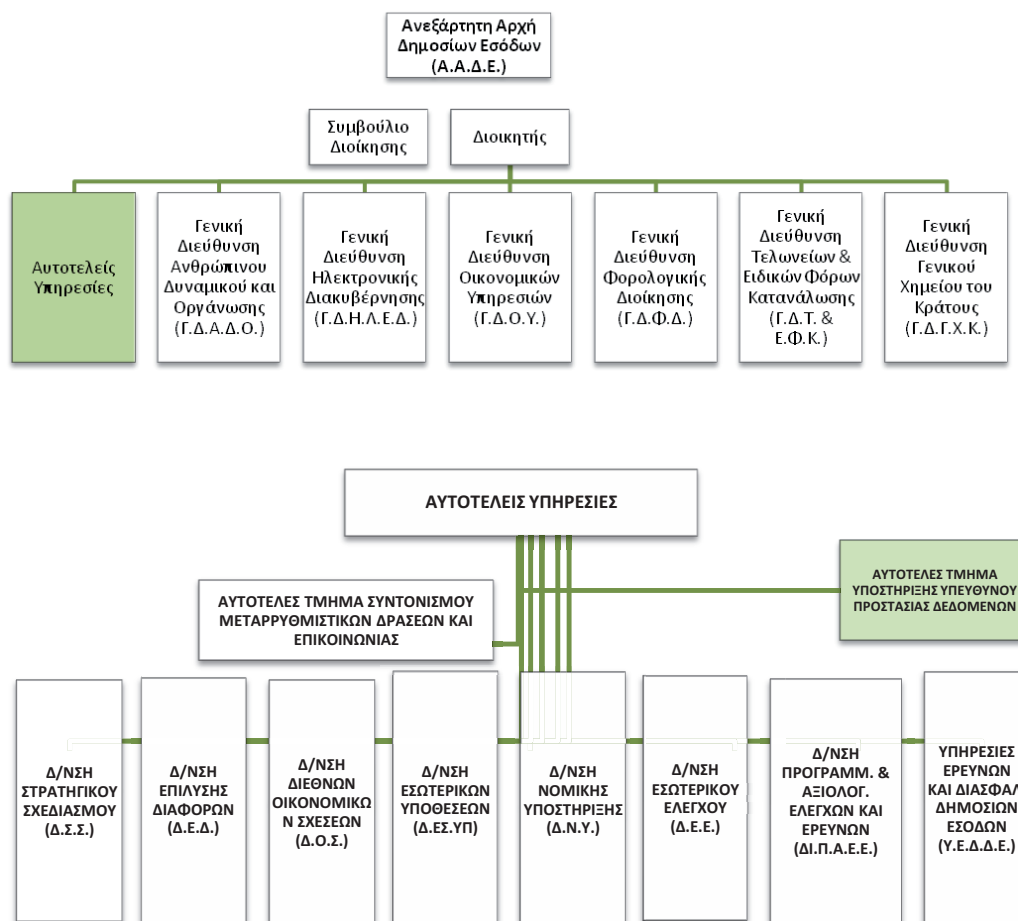 Ανεξάρτητη Αρχή
Δημοσίων Εσόδων
(Α.Α.Δ.Ε.)
Συμβούλιο
Διοίκησης
Διοικητής
Αυτοτελείς
Υπηρεσίες
Γενική
Διεύθυνση
Ανθρώπινου
Δυναμικού και
Οργάνωσης
(Γ.Δ.Α.Δ.Ο.)
Γενική
Διεύθυνση
Ηλεκτρονικής
Διακυβέρνησης
(Γ.Δ.Η.Λ.Ε.Δ.)
Γενική
Διεύθυνση
Οικονομικών
Υπηρεσιών
(Γ.Δ.Ο.Υ.)
Γενική
Διεύθυνση
Φορολογικής
Διοίκησης
(Γ.Δ.Φ.Δ.)
Γενική
Διεύθυνση
Τελωνείων &
Ειδικών Φόρων
Κατανάλωσης
(Γ.Δ.Τ. &
Ε.Φ.Κ.)
Γενική
Διεύθυνση
Γενικού
Χημείου του
Κράτους
(Γ.Δ.Γ.Χ.Κ.)
ΑΥΤΟΤΕΛΕΙΣ ΥΠΗΡΕΣΙΕΣ
ΑΥΤΟΤΕΛΕΣ ΤΜΗΜΑ
ΥΠΟΣΤΗΡΙΞΗΣ ΥΠΕΥΘΥΝΟΥ
ΠΡΟΣΤΑΣΙΑΣ ΔΕΔΟΜΕΝΩΝ
ΑΥΤΟΤΕΛΕΣ ΤΜΗΜΑ ΣΥΝΤΟΝΙΣΜΟΥ
ΜΕΤΑΡΡΥΘΜΙΣΤΙΚΩΝ ΔΡΑΣΕΩΝ ΚΑΙ
ΕΠΙΚΟΙΝΩΝΙΑΣ
Δ/ΝΣΗ
ΣΤΡΑΤΗΓΙΚΟΥ
ΣΧΕΔΙΑΣΜΟΥ
(Δ.Σ.Σ.)
Δ/ΝΣΗ
ΕΠΙΛΥΣΗΣ
ΔΙΑΦΟΡΩΝ
(Δ.Ε.Δ.)
Δ/ΝΣΗ
ΔΙΕΘΝΩΝ
ΟΙΚΟΝΟΜΙΚΩ
Ν ΣΧΕΣΕΩΝ
(Δ.Ο.Σ.)
Δ/ΝΣΗ
ΕΣΩΤΕΡΙΚΩΝ
ΥΠΟΘΕΣΕΩΝ
(Δ.ΕΣ.ΥΠ)
Δ/ΝΣΗ
ΝΟΜΙΚΗΣ
ΥΠΟΣΤΗΡΙΞΗΣ
(Δ.Ν.Υ.)
Δ/ΝΣΗ
ΕΣΩΤΕΡΙΚΟΥ
ΕΛΕΓΧΟΥ
(Δ.Ε.Ε.)
Δ/ΝΣΗ
ΠΡΟΓΡΑΜΜ. &
ΑΞΙΟΛΟΓ.
ΕΛΕΓΧΩΝ ΚΑΙ
ΕΡΕΥΝΩΝ
(ΔΙ.Π.Α.Ε.Ε.)
ΥΠΗΡΕΣΙΕΣ
ΕΡΕΥΝΩΝ
ΚΑΙ ΔΙΑΣΦΑΛ
ΔΗΜΟΣΙΩΝ
ΕΣΟΔΩΝ
(Υ.Ε.Δ.Δ.Ε.)